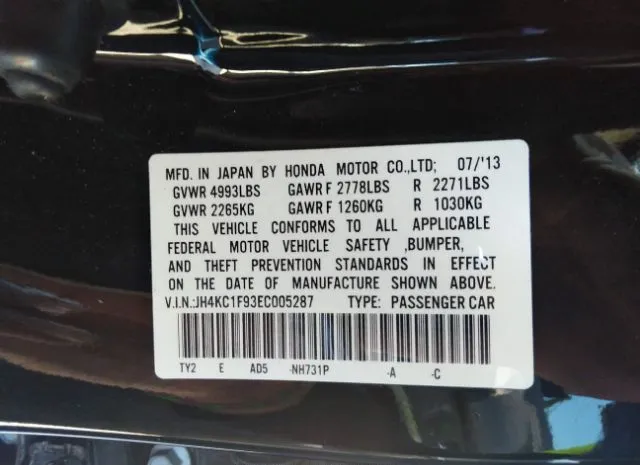 MFD. IN JAPAN BY HONDA MOTOR CO.,LTD; 07/'13
GVWR 4993LBS GAWR F 2778LBS R 2271LBS
GVWR 2265KG GAWR F 1260KG R 1030KG
THIS VEHICLE CONFORMS TO ALL APPLICABLE
FEDERAL MOTOR VEHICLE SAFETY ,BUMPER,
AND THEFT PREVENTION STANDARDS IN EFFECT
ON THE DATE OF MANUFACTURE SHOWN ABOVE.
V.I.N.:JH4KC1F93EC005287 TYPE: PASSENGER CAR
TY2 E AD5 -NH731P -A -C